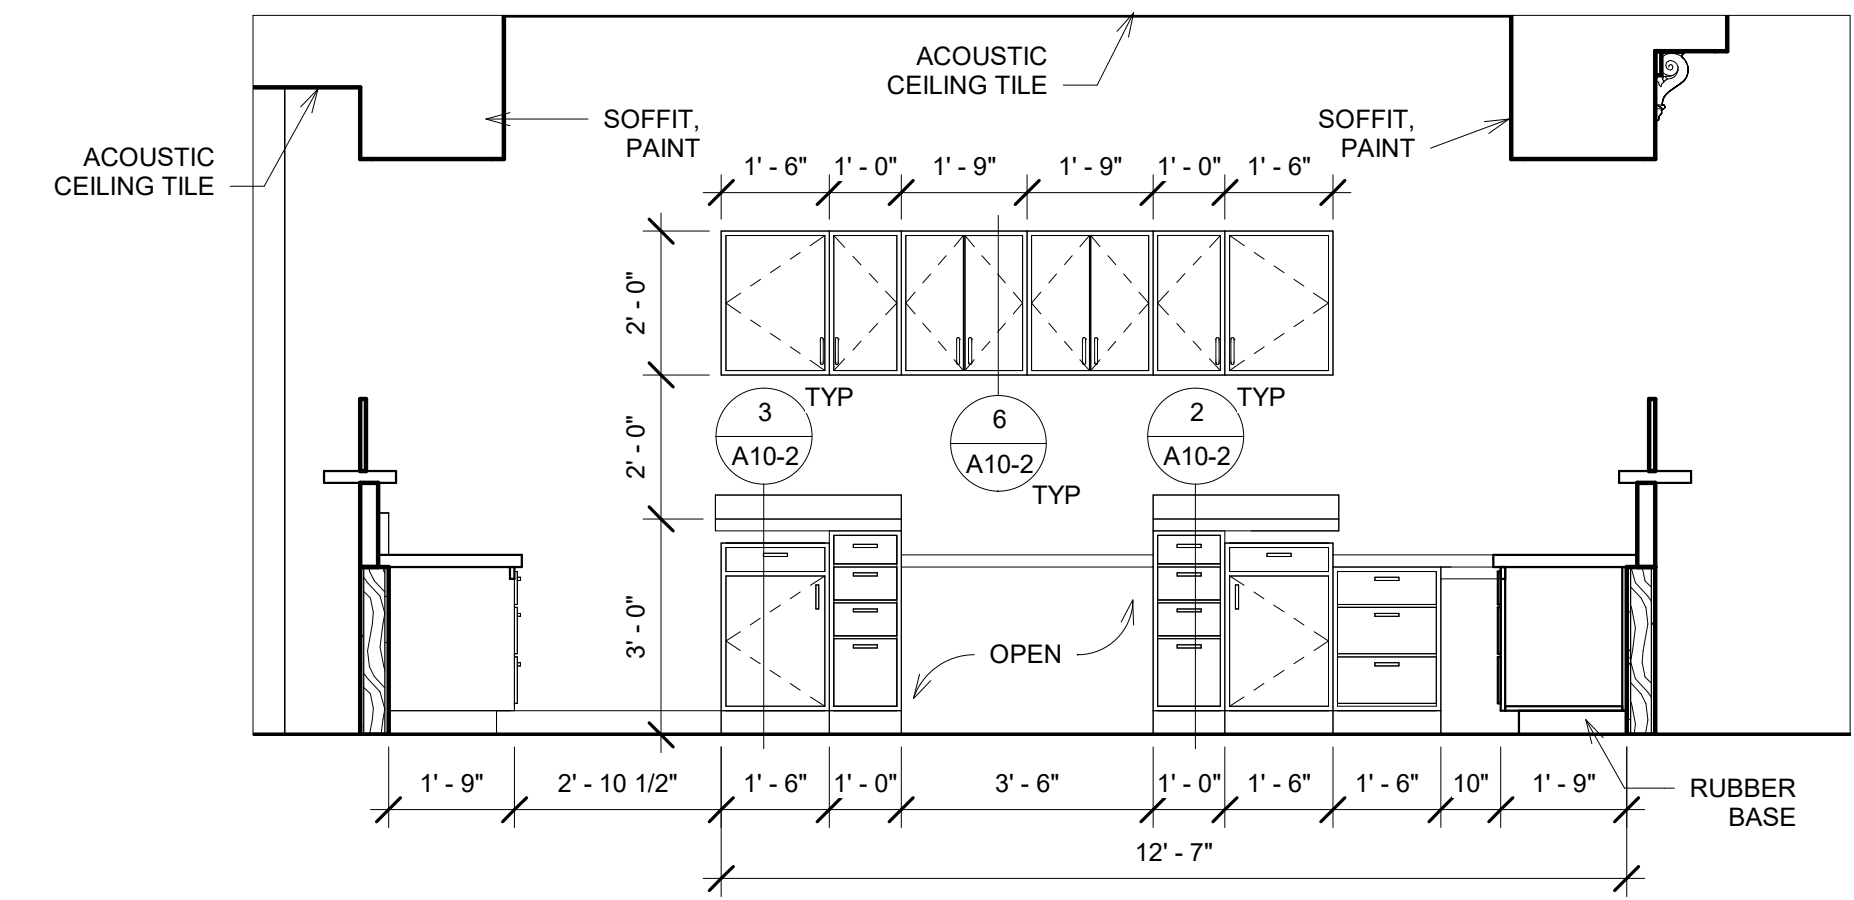 ACOUSTIC
CEILING TILE
SOFFIT,
PAINT
SOFFIT,
PAINT
ACOUSTIC
CEILING TILE
1' - 6" 1' - 0" 1' - 9" 1' - 9" 1' - 0" 1' - 6"
2' - 0"
2' - 0"
3' - 0"
3
A10-2
TYP
6
A10-2
TYP
2
A10-2
TYP
OPEN
1' - 9" 2' - 10 1/2" 1' - 6" 1' - 0" 3' - 6" 1' - 0" 1' - 6" 1' - 6" 10" 1' - 9"
RUBBER
BASE
12' - 7"